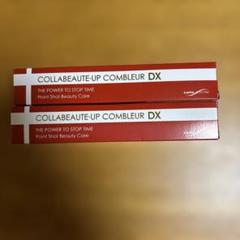 COLLABEAUTE-UP COMBLEUR DX
THE POWER TO STOP TIME
Point Shot Beauty Care
COLLABEAUTE-UP COMBLEUR DX
THE POWER TO STOP TIME
Point Shot Beauty Care